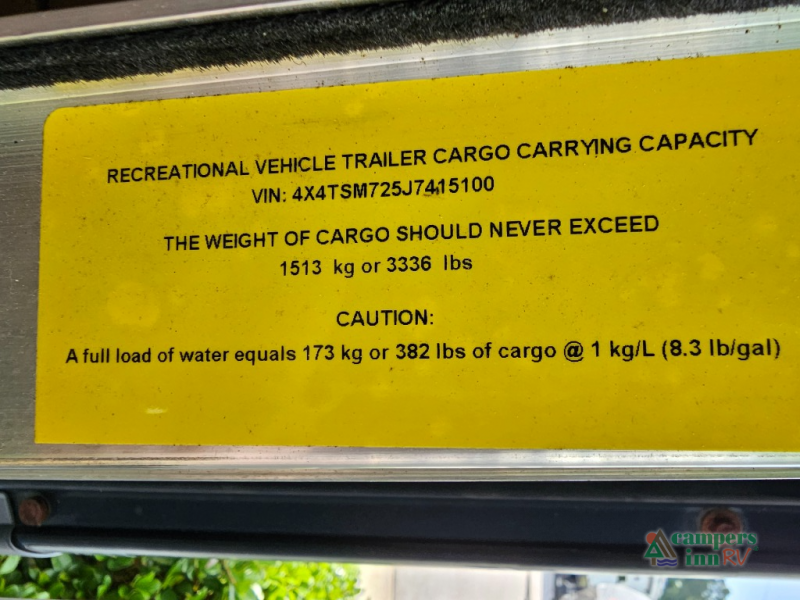 RECREATIONAL VEHICLE TRAILER CARGO CARRYING CAPACITY
VIN: 4X4TSM725J7415100
THE WEIGHT OF CARGO SHOULD NEVER EXCEED
1513 kg or 3336 lbs
CAUTION:
A full load of water equals 173 kg or 382 lbs of cargo @ 1 kg/L (8.3 lb/gal)
campers
inn RV